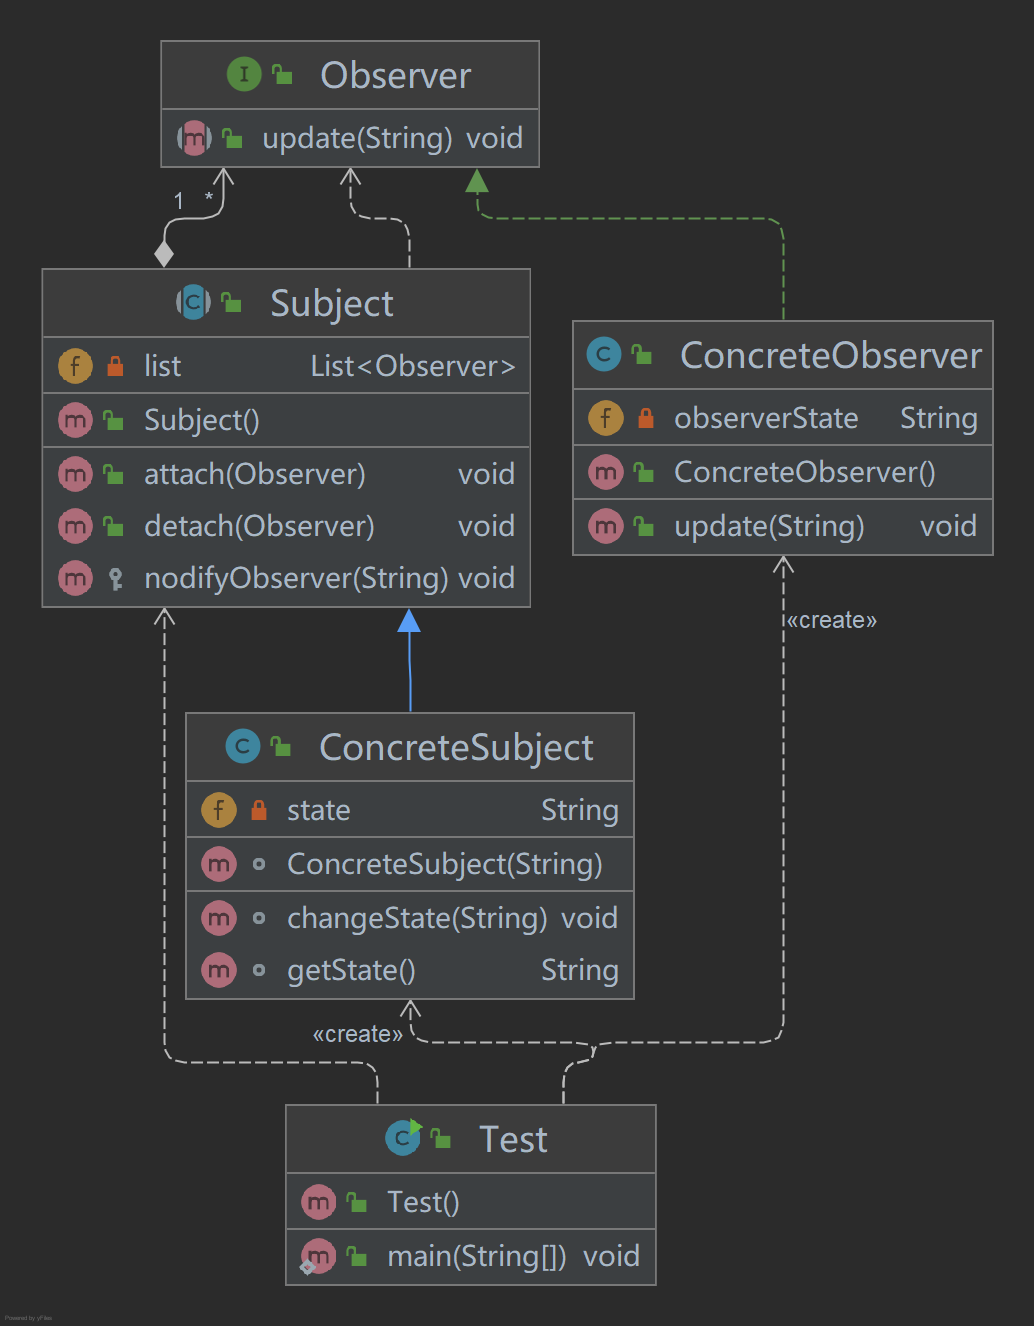 Observer
update(String) void
1 *
Subject
list List<Observer>
Subject()
attach(Observer) void
detach(Observer) void
nodifyObserver(String) void
ConcreteObserver
observerState String
ConcreteObserver()
update(String) void
«create»
ConcreteSubject
state String
ConcreteSubject(String)
changeState(String) void
getState() String
«create»
Test
Test()
main(String[]) void
Powered by yFiles